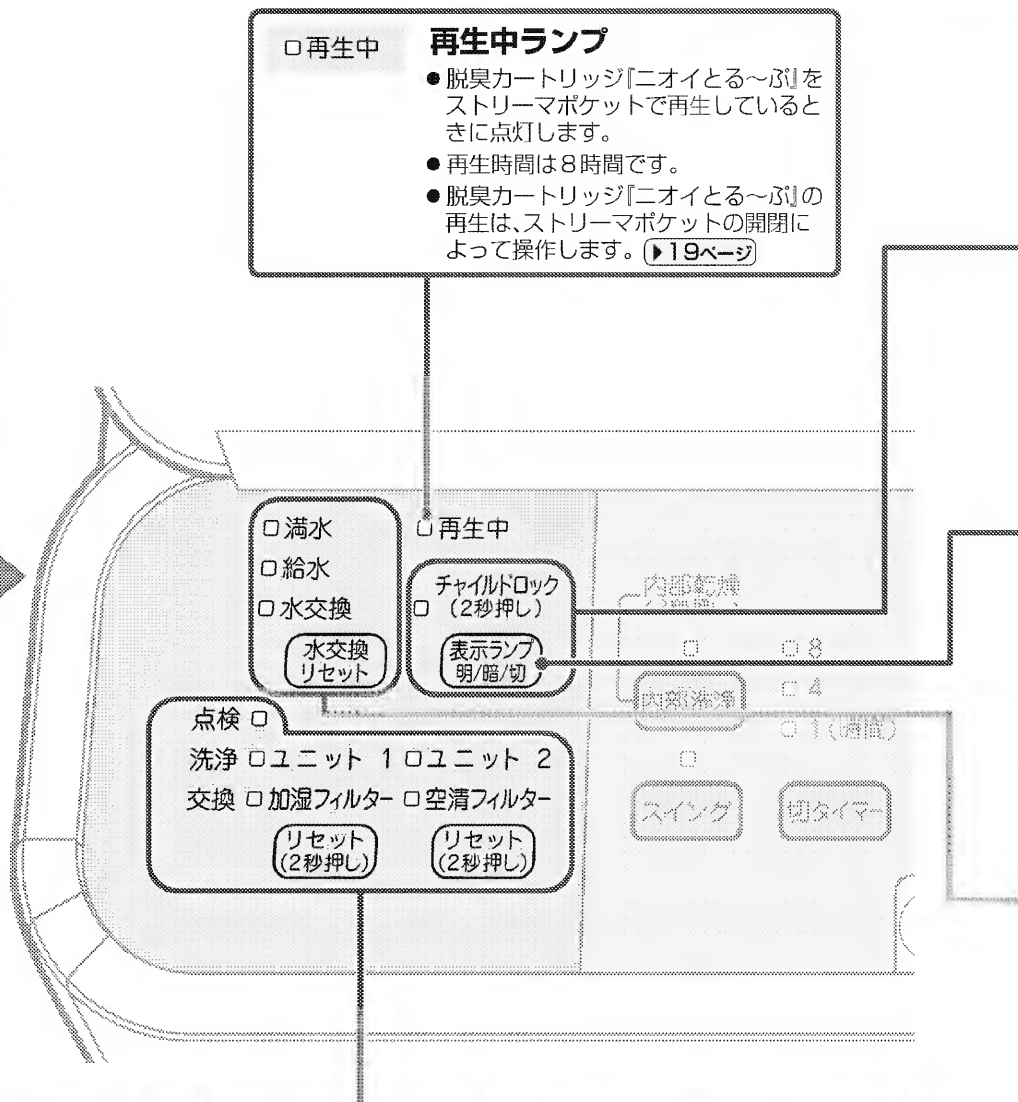 再生中
再生中ランプ
● 脱臭カートリッジ『ニオイとる～ぷ』を
ストリーマポケットで再生していると
きに点灯します。
● 再生時間は8時間です。
● 脱臭カートリッジ『ニオイとる～ぷ』の
再生は、ストリーマポケットの開閉に
よって操作します。 ▶19ページ
満水
給水
水交換
水交換
リセット
再生中
チャイルドロック
(2秒押し)
表示ランプ
明/暗/切
点検
洗浄 ユニット 1 ユニット 2
交換 加湿フィルター 空清フィルター
リセット
(2秒押し)
リセット
(2秒押し)
内部乾燥
内部洗浄
8
4
1(時間)
スイング
切タイマー